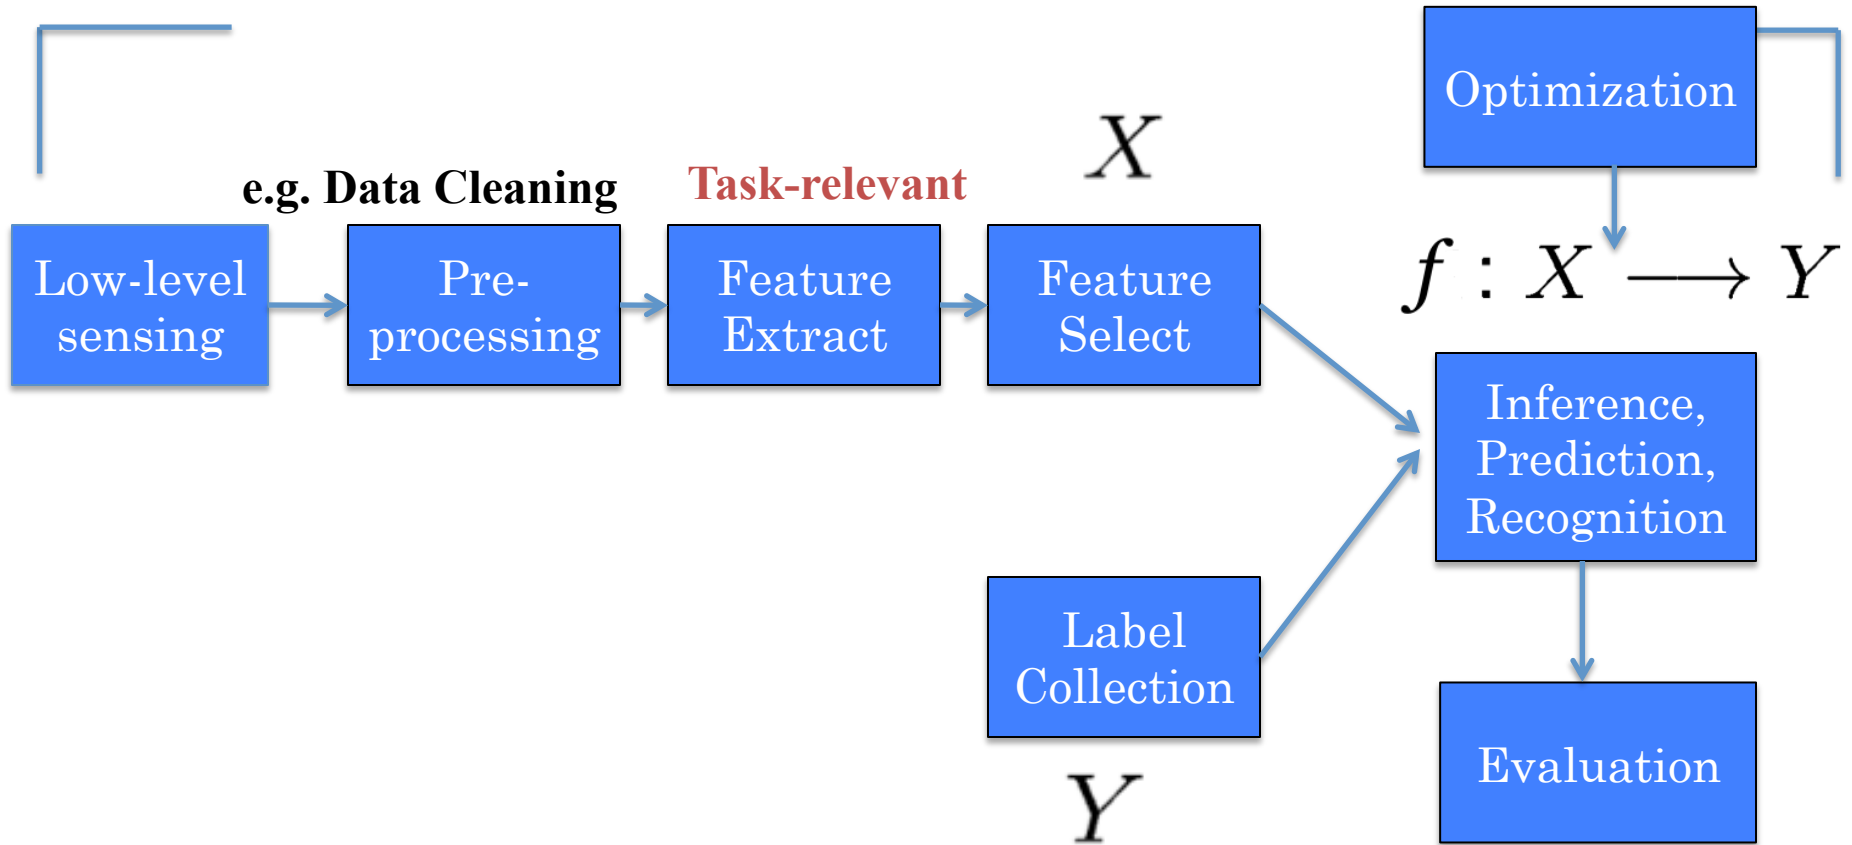 Optimization
X
e.g. Data Cleaning
Task-relevant
f : X ⟶ Y
Low-level
sensing
Pre-
processing
Feature
Extract
Feature
Select
Inference,
Prediction,
Recognition
Label
Collection
Y
Evaluation